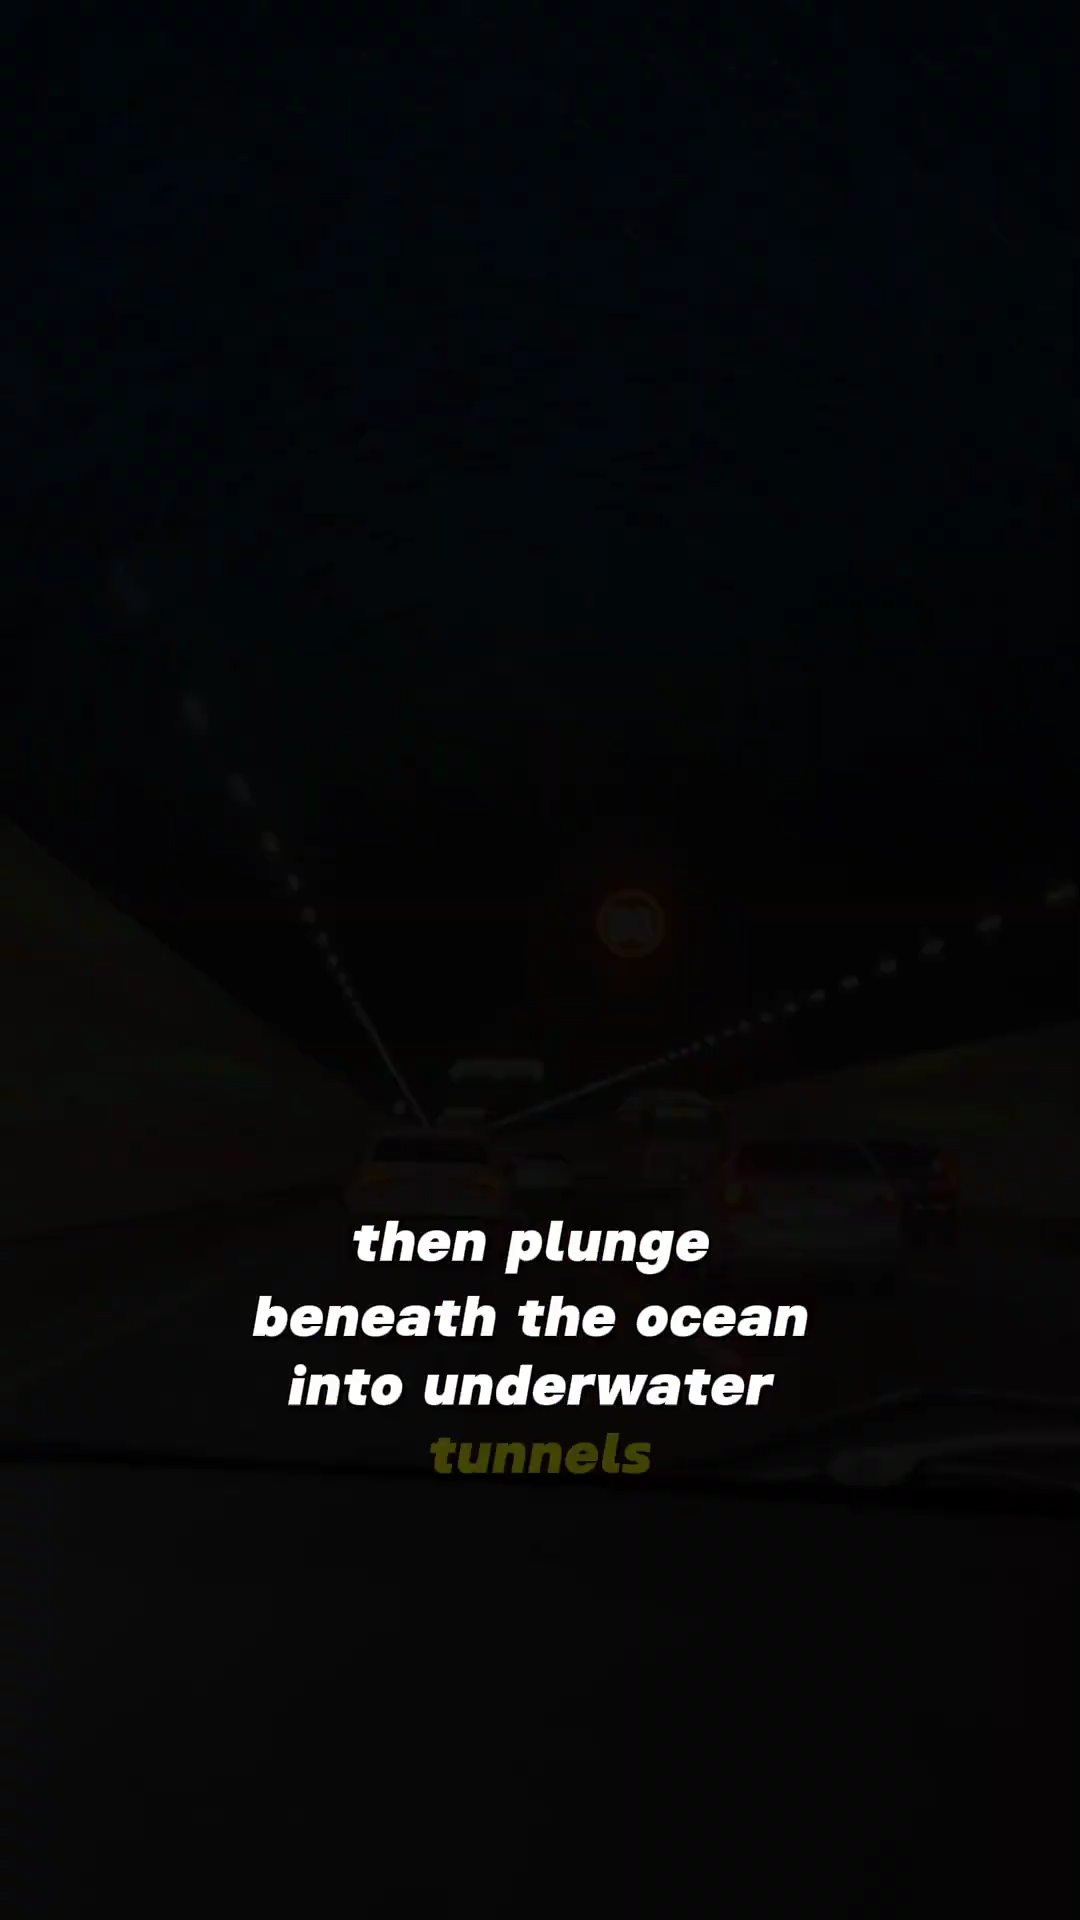 then plunge
beneath the ocean
into underwater
tunnels